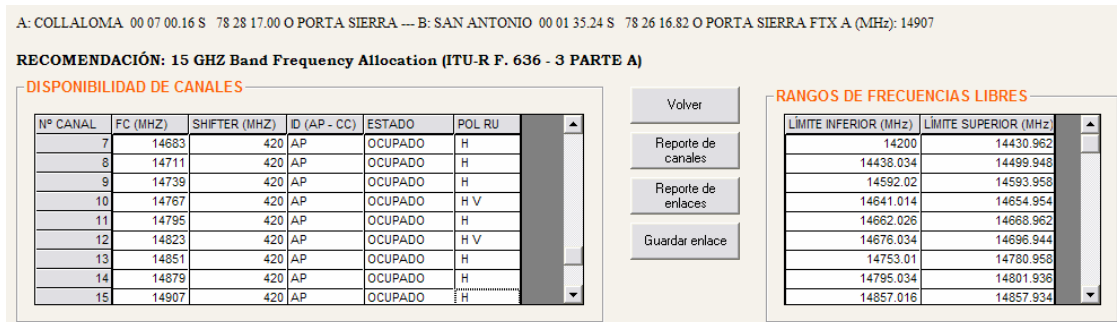 A: COLLALOMA 00 07 00.16 S 78 28 17.00 O PORTA SIERRA --- B: SAN ANTONIO 00 01 35.24 S 78 26 16.82 O PORTA SIERRA FTX A (MHz): 14907
RECOMENDACIÓN: 15 GHZ Band Frequency Allocation (ITU-R F. 636 - 3 PARTE A)
DISPONIBILIDAD DE CANALES
Nº CANAL FC (MHZ) SHIFTER (MHZ) ID (AP - CC) ESTADO POL RU
7 14683 420 AP OCUPADO H
8 14711 420 AP OCUPADO H
9 14739 420 AP OCUPADO H
10 14767 420 AP OCUPADO H V
11 14795 420 AP OCUPADO H
12 14823 420 AP OCUPADO H V
13 14851 420 AP OCUPADO H
14 14879 420 AP OCUPADO H
15 14907 420 AP OCUPADO H
Volver
Reporte de
canales
Reporte de
enlaces
Guardar enlace
RANGOS DE FRECUENCIAS LIBRES
LÍMITE INFERIOR (MHz) LÍMITE SUPERIOR (MHz)
14200 14430.962
14438.034 14499.948
14592.02 14593.958
14641.014 14654.954
14662.026 14668.962
14676.034 14696.944
14753.01 14780.958
14795.034 14801.936
14857.016 14857.934